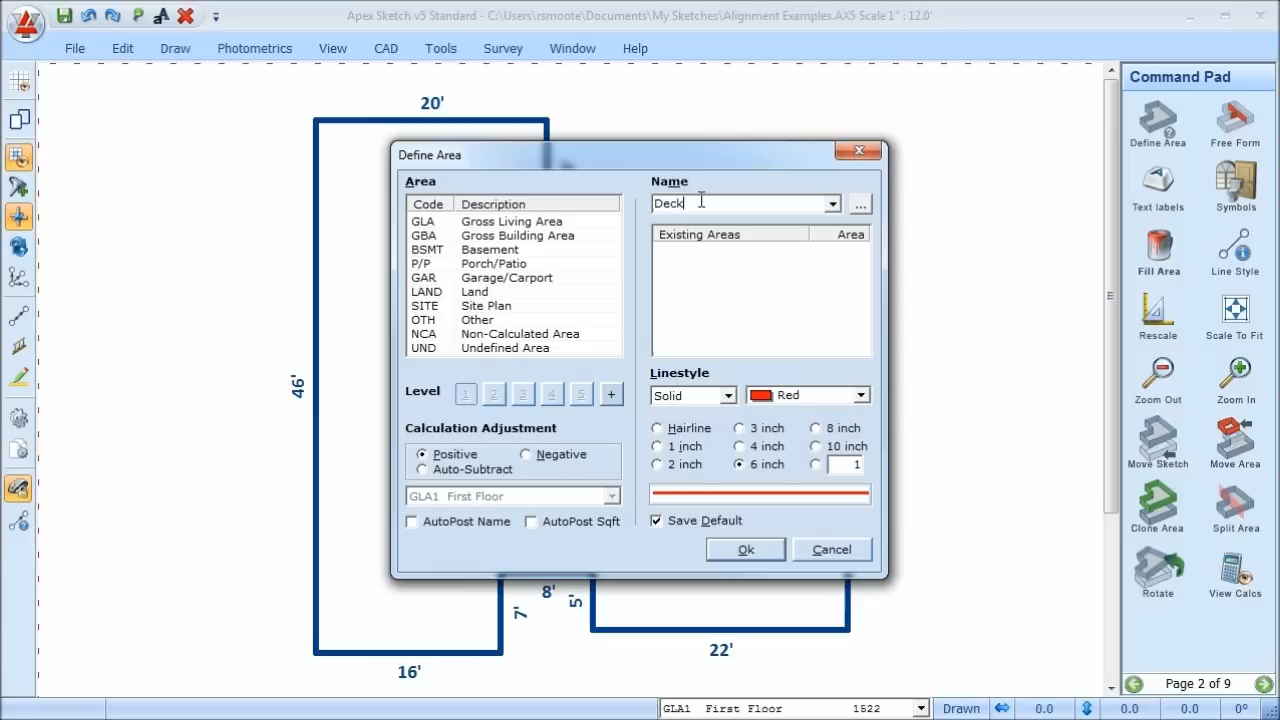 Apex Sketch v5 Standard - C:\Users\rsmoote\Documents\My Sketches\Alignment Examples.AX5 Scale 1" : 12.0'
File Edit Draw Photometrics View CAD Tools Survey Window Help
20'
46'
16'
7'
8'
5'
22'
Define Area
Area
Code Description
GLA Gross Living Area
GBA Gross Building Area
BSMT Basement
P/P Porch/Patio
GAR Garage/Carport
LAND Land
SITE Site Plan
OTH Other
NCA Non-Calculated Area
UND Undefined Area
Level 1 2 3 4 5 +
Calculation Adjustment
Positive Negative
Auto-Subtract
GLA1 First Floor
AutoPost Name AutoPost Sqft
Name
Deck ...
Existing Areas Area
Linestyle
Solid Red
Hairline 3 inch 8 inch
1 inch 4 inch 10 inch
2 inch 6 inch 1
Save Default
Ok Cancel
Command Pad
Define Area Free Form
Text labels Symbols
Fill Area Line Style
Rescale Scale To Fit
Zoom Out Zoom In
Move Sketch Move Area
Clone Area Split Area
Rotate View Calcs
Page 2 of 9
GLA1 First Floor 1522 Drawn 0.0 0.0 0.0 0°